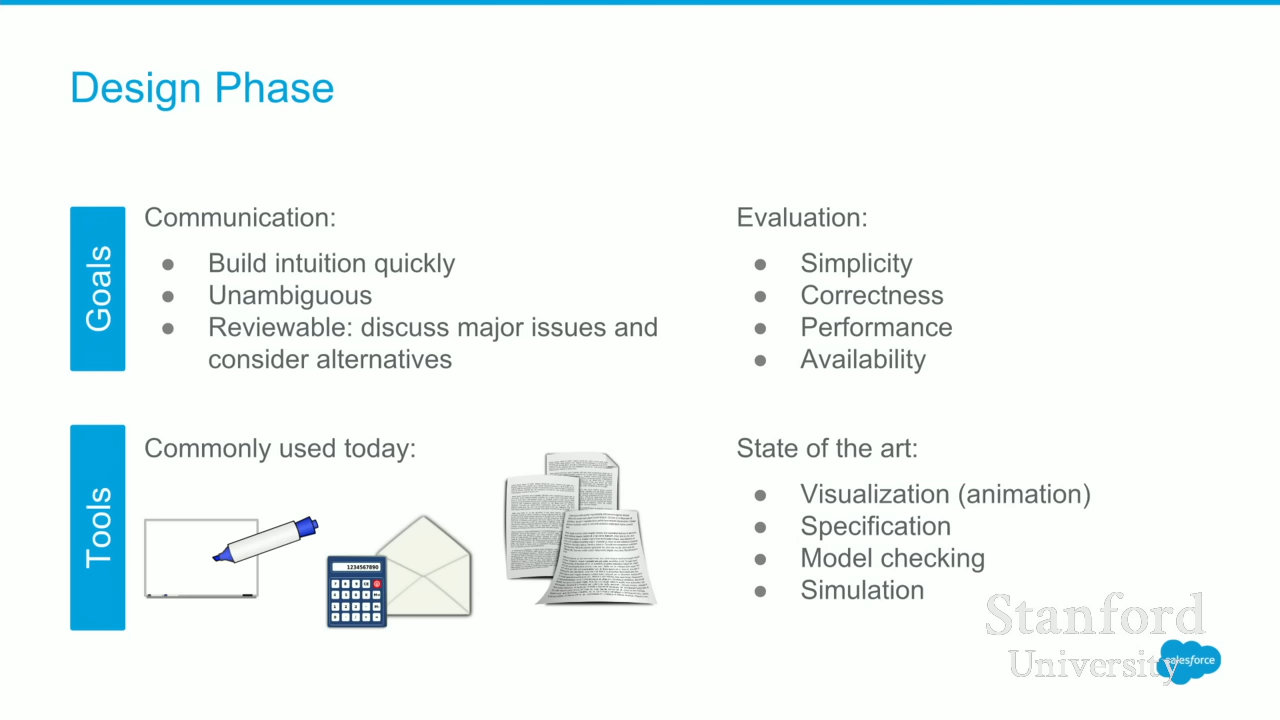 Design Phase
Goals
Communication:
● Build intuition quickly
● Unambiguous
● Reviewable: discuss major issues and
consider alternatives
Evaluation:
● Simplicity
● Correctness
● Performance
● Availability
Tools
Commonly used today:
1234567890
State of the art:
● Visualization (animation)
● Specification
● Model checking
● Simulation
Stanford
University
salesforce